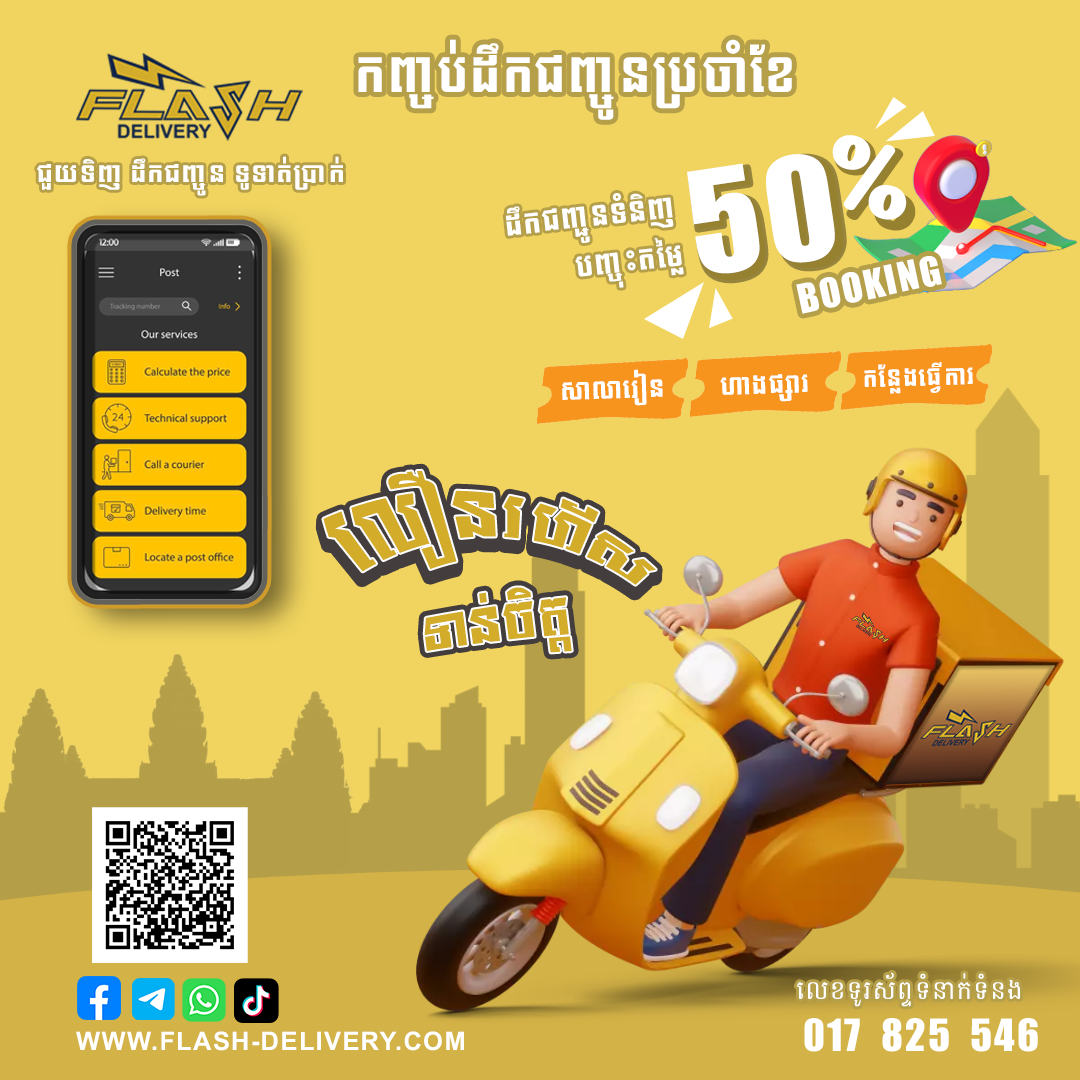 FLASH
DELIVERY
ជួយទិញ ដឹកជញ្ជូន ទូទាត់ប្រាក់
កញ្ចប់ដឹកជញ្ជូនប្រចាំខែ
ដឹកជញ្ជូនទំនិញ
បញ្ចុះតម្លៃ
50%
BOOKING
សាលារៀន
ហាងផ្សារ
កន្លែងធ្វើការ
12:00
Post
Tracking number
Info
Our services
Calculate the price
24
Technical support
Call a courier
Delivery time
Locate a post office
លឿនរហ័ស
ទាន់ចិត្ត
FLASH
FLASH
DELIVERY
WWW.FLASH-DELIVERY.COM
លេខទូរស័ព្ទទំនាក់ទំនង
017 825 546